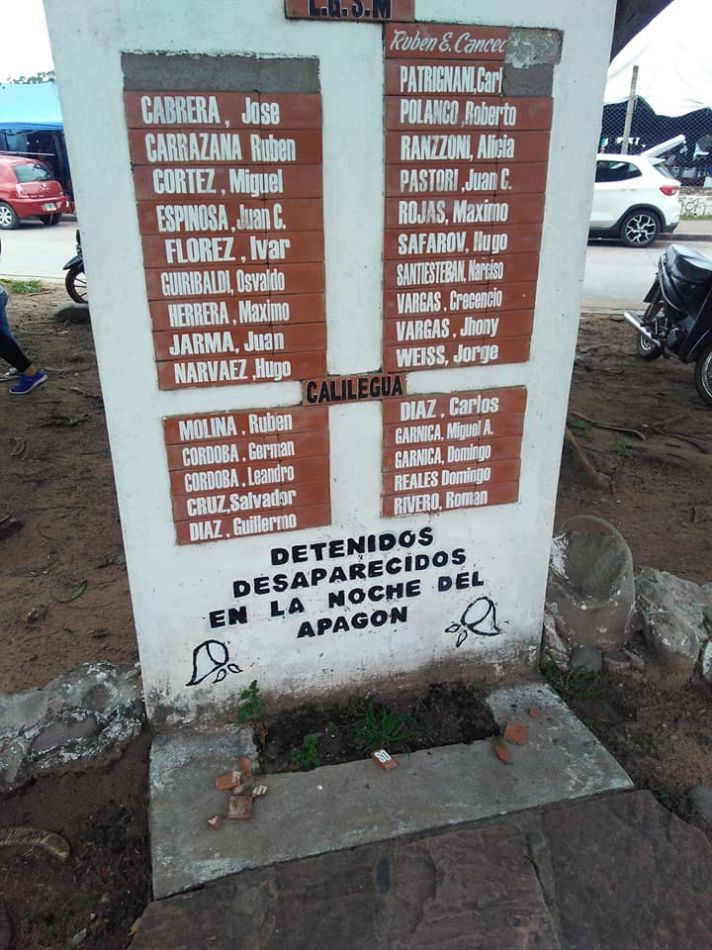 L.G.S.M
CABRERA, Jose
CARRAZANA Ruben
CORTEZ, Miguel
ESPINOSA, Juan C.
FLOREZ, Ivar
GUIRIBALDI, Osvaldo
HERRERA, Maximo
JARMA, Juan
NARVAEZ, Hugo
Ruben E. Cancec
PATRIGNANI, Carl
POLANCO, Roberto
RANZZONI, Alicia
PASTORI, Juan C.
ROJAS, Maximo
SAFAROV, Hugo
SANTIESTEBAN, Narciso
VARGAS, Crecencio
VARGAS, Jhony
WEISS, Jorge
CALILEGUA
MOLINA, Ruben
CORDOBA, German
CORDOBA, Leandro
CRUZ, Salvador
DIAZ, Guillermo
DIAZ, Carlos
GARNICA, Miguel A.
GARNICA, Domingo
REALES Domingo
RIVERO, Roman
DETENIDOS
DESAPARECIDOS
EN LA NOCHE DEL
APAGON